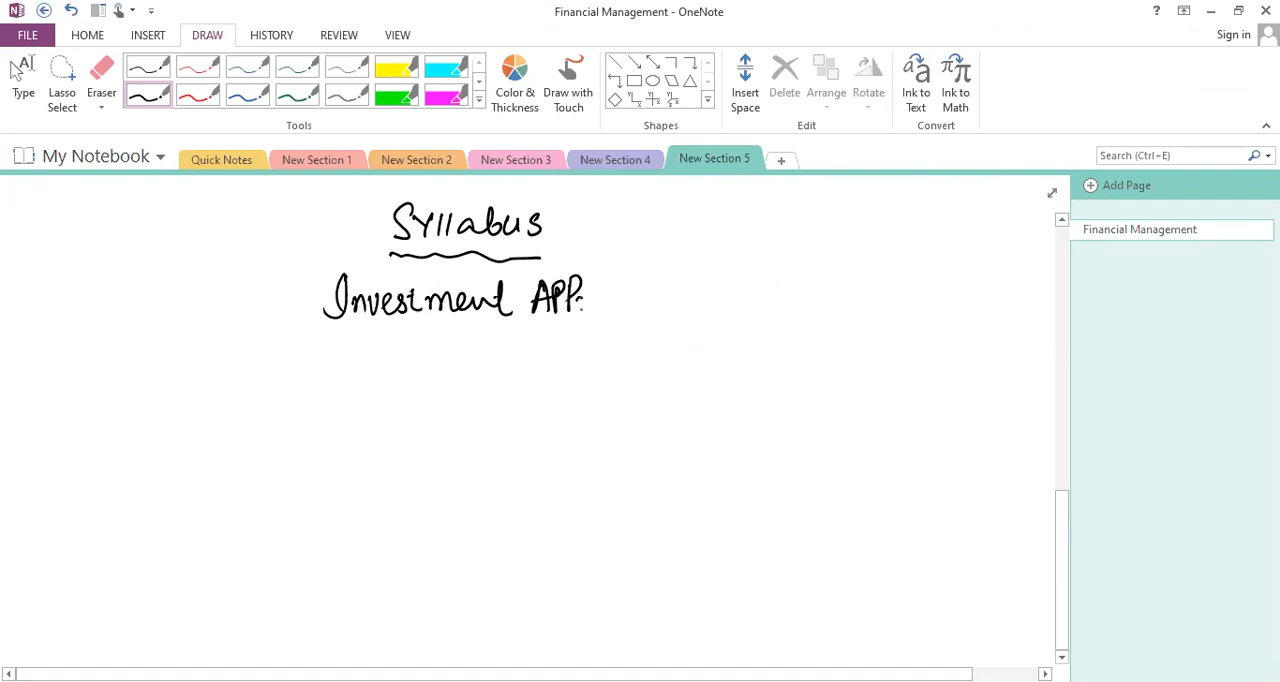 Financial Management - OneNote
?
FILE HOME INSERT DRAW HISTORY REVIEW VIEW
Sign in
Type
Lasso Select
Eraser
Color & Thickness
Draw with Touch
Insert Space
Delete
Arrange
Rotate
Ink to Text
Ink to Math
Tools
Shapes
Edit
Convert
My Notebook
Quick Notes
New Section 1
New Section 2
New Section 3
New Section 4
New Section 5
Search (Ctrl+E)
Add Page
Financial Management
Syllabus
Investment APP